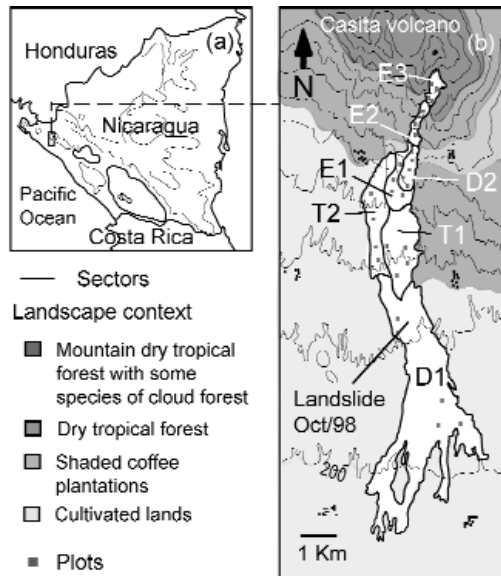 (a)
Honduras
Nicaragua
Pacific
Ocean
Costa Rica
Sectors
Landscape context
Mountain dry tropical
forest with some
species of cloud forest
Dry tropical forest
Shaded coffee
plantations
Cultivated lands
Plots
Casita volcano
(b)
N
E3
E2
E1
D2
T2
T1
D1
Landslide
Oct/98
200
1 Km